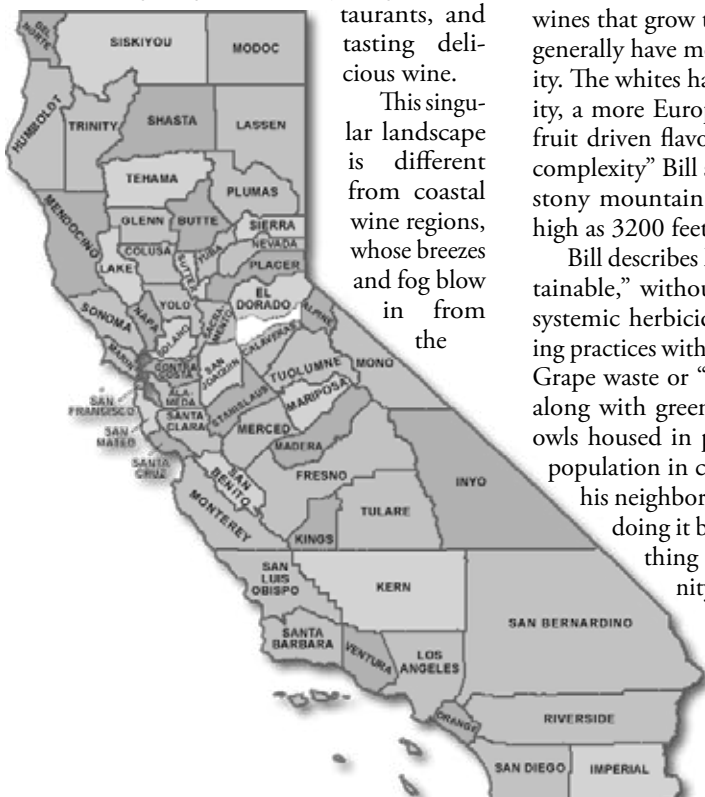 taurants, and
tasting deli-
cious wine.
This singu-
lar landscape
is different
from coastal
wine regions,
whose breezes
and fog blow
in from
the
wines that grow t
generally have mo
ity. The whites ha
ity, a more Europ
fruit driven flavo
complexity” Bill a
stony mountain
high as 3200 feet
Bill describes h
tainable,” withou
systemic herbicid
ing practices with
Grape waste or “
along with green
owls housed in p
population in c
his neighbor
doing it b
thing
nity
DEL
NORTE
SISKIYOU
MODOC
HUMBOLDT
TRINITY
SHASTA
LASSEN
TEHAMA
PLUMAS
MENDOCINO
GLENN
BUTTE
SIERRA
NEVADA
COLUSA
YUBA
PLACER
LAKE
SUTTER
EL
DORADO
ALPINE
SONOMA
NAPA
YOLO
SACRA-
MENTO
SOLANO
CALAVERAS
MARIN
CONTRA
COSTA
SAN
JOAQUIN
TUOLUMNE
MONO
SAN
FRANSISCO
ALA-
MEDA
STANISLAUS
MARIPOSA
SAN
MATEO
SANTA
CLARA
MERCED
MADERA
SANTA
CRUZ
SAN
BENITO
FRESNO
INYO
MONTEREY
TULARE
KINGS
SAN
LUIS
OBISPO
KERN
SAN BERNARDINO
SANTA
BARBARA
VENTURA
LOS
ANGELES
ORANGE
RIVERSIDE
SAN DIEGO
IMPERIAL